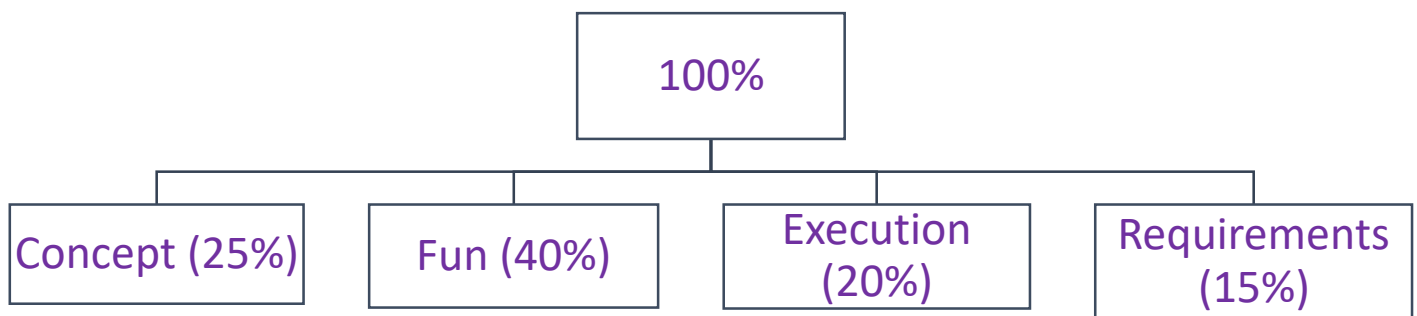 100%
Concept (25%)
Fun (40%)
Execution
(20%)
Requirements
(15%)